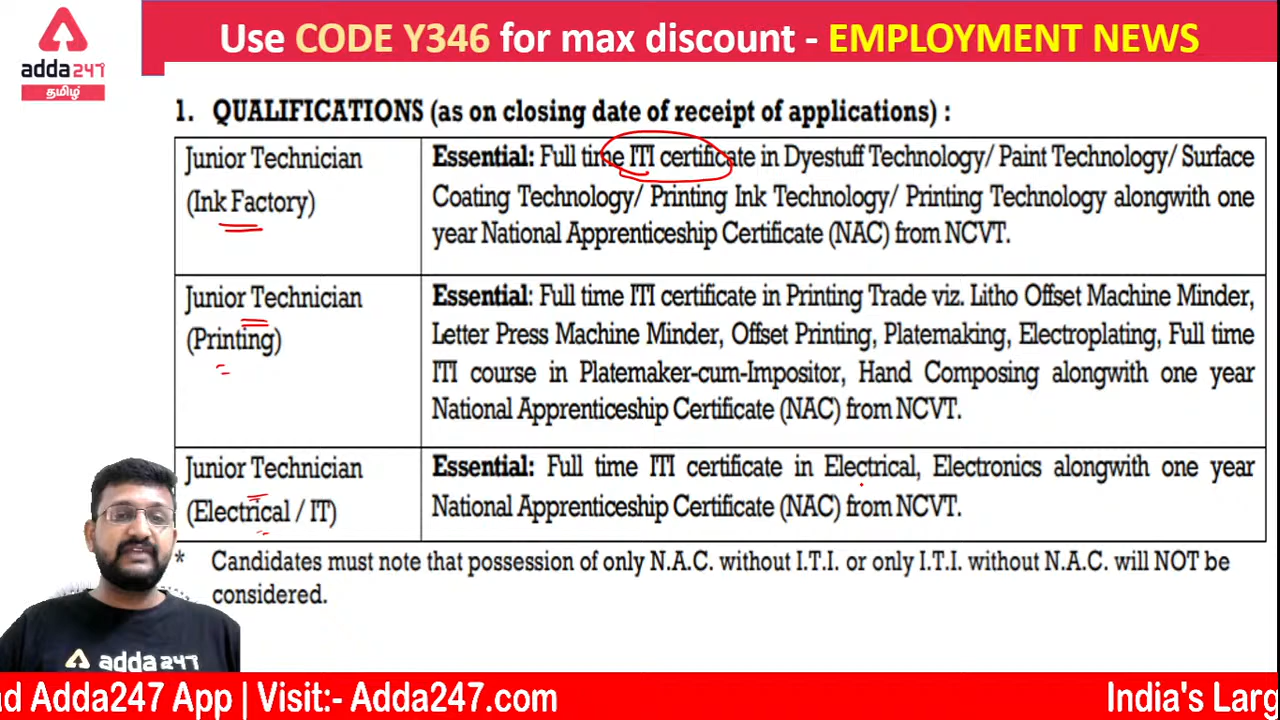 Use CODE Y346 for max discount - EMPLOYMENT NEWS
adda247
தமிழ்
1. QUALIFICATIONS (as on closing date of receipt of applications) :
Junior Technician
(Ink Factory)
Essential: Full time ITI certificate in Dyestuff Technology/ Paint Technology/ Surface
Coating Technology/ Printing Ink Technology/ Printing Technology alongwith one
year National Apprenticeship Certificate (NAC) from NCVT.
Junior Technician
(Printing)
Essential: Full time ITI certificate in Printing Trade viz. Litho Offset Machine Minder,
Letter Press Machine Minder, Offset Printing, Platemaking, Electroplating, Full time
ITI course in Platemaker-cum-Impositor, Hand Composing alongwith one year
National Apprenticeship Certificate (NAC) from NCVT.
Junior Technician
(Electrical / IT)
Essential: Full time ITI certificate in Electrical, Electronics alongwith one year
National Apprenticeship Certificate (NAC) from NCVT.
* Candidates must note that possession of only N.A.C. without I.T.I. or only I.T.I. without N.A.C. will NOT be
considered.
adda247
ad Adda247 App | Visit:- Adda247.com
India's Larg